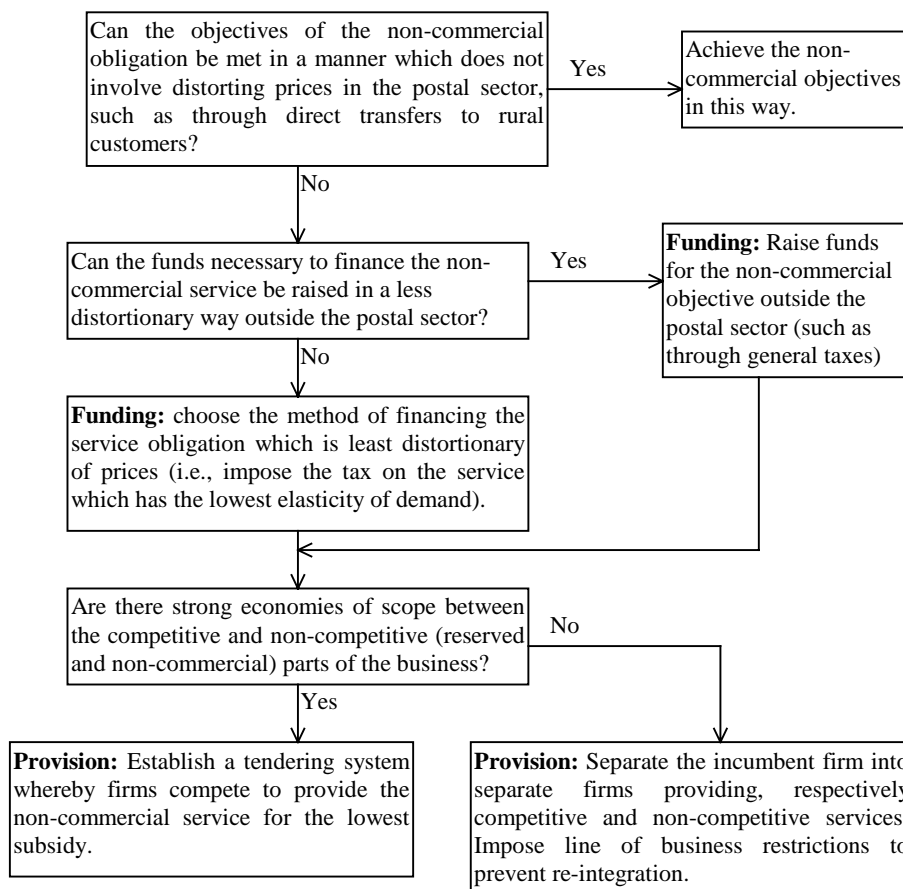 Can the objectives of the non-commercial
obligation be met in a manner which does not
involve distorting prices in the postal sector,
such as through direct transfers to rural
customers?
Yes
Achieve the non-
commercial objectives
in this way.
No
Can the funds necessary to finance the non-
commercial service be raised in a less
distortionary way outside the postal sector?
Yes
Funding: Raise funds
for the non-commercial
objective outside the
postal sector (such as
through general taxes)
No
Funding: choose the method of financing the
service obligation which is least distortionary
of prices (i.e., impose the tax on the service
which has the lowest elasticity of demand).
Are there strong economies of scope between
the competitive and non-competitive (reserved
and non-commercial) parts of the business?
No
Yes
Provision: Establish a tendering system
whereby firms compete to provide the
non-commercial service for the lowest
subsidy.
Provision: Separate the incumbent firm into
separate firms providing, respectively
competitive and non-competitive services
Impose line of business restrictions to
prevent re-integration.